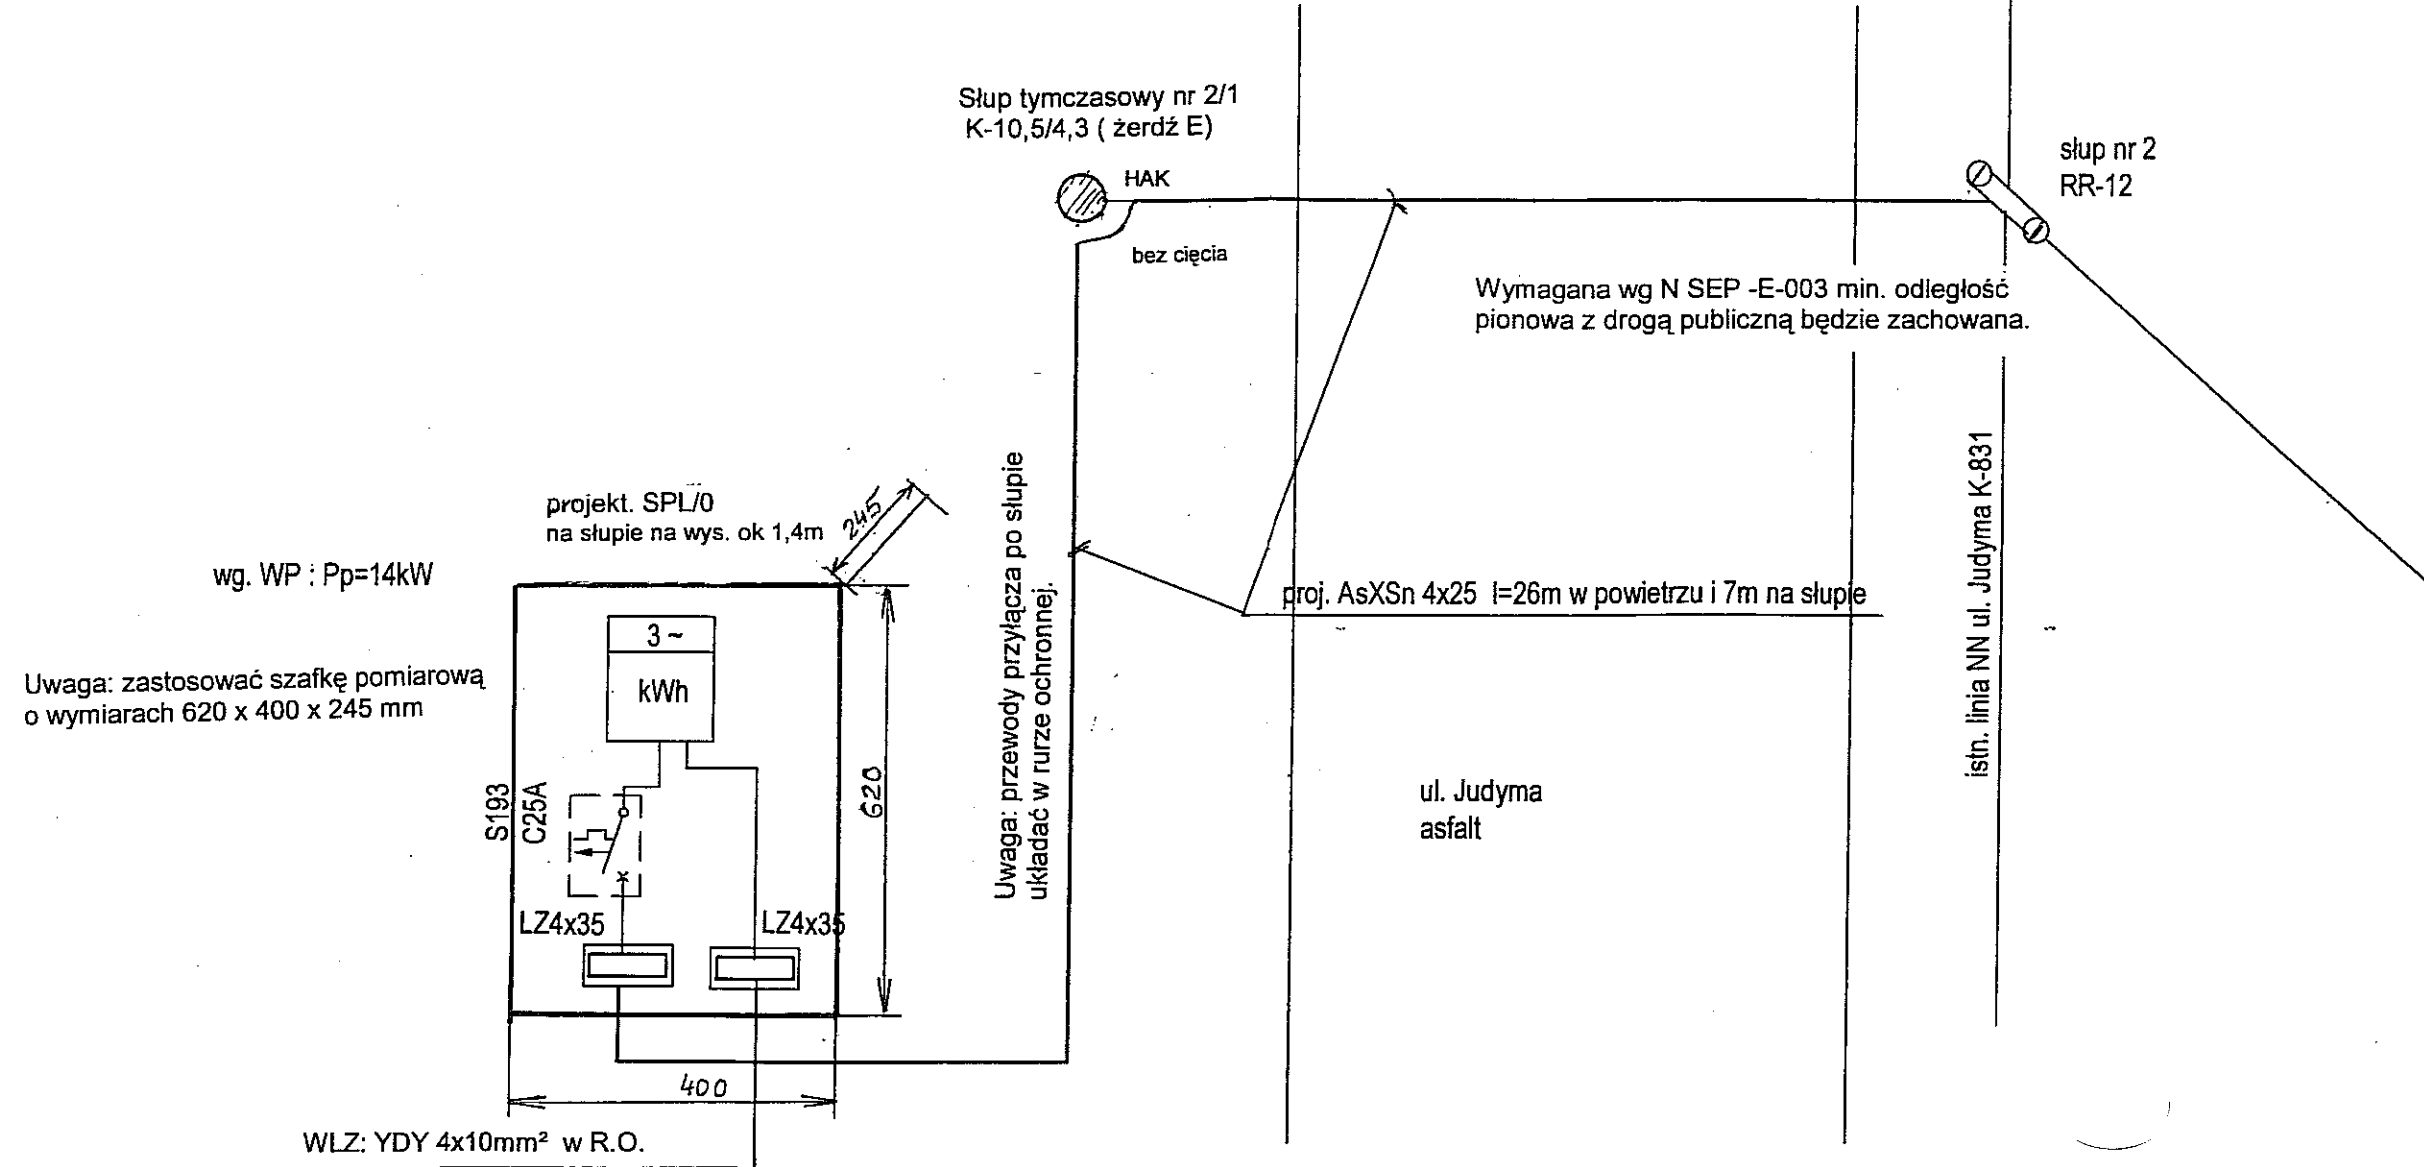 Słup tymczasowy nr 2/1
K-10,5/4,3 ( żerdź E)
HAK
bez cięcia
słup nr 2
RR-12
Wymagana wg N SEP -E-003 min. odległość
pionowa z drogą publiczną będzie zachowana.
projekt. SPL/0
na słupie na wys. ok 1,4m
245
wg. WP : Pp=14kW
Uwaga: zastosować szafkę pomiarową
o wymiarach 620 x 400 x 245 mm
3 ~
kWh
S193
C25A
LZ4x35
LZ4x35
620
400
WLZ: YDY 4x10mm² w R.O.
Uwaga: przewody przyłącza po słupie
układać w rurze ochronnej.
proj. AsXSn 4x25 l=26m w powietrzu i 7m na słupie
ul. Judyma
asfalt
istn. linia NN ul. Judyma K-831